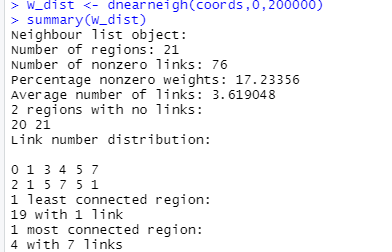 > W_dist <- dnearneigh(coords,0,200000)
> summary(W_dist)
Neighbour list object:
Number of regions: 21
Number of nonzero links: 76
Percentage nonzero weights: 17.23356
Average number of links: 3.619048
2 regions with no links:
20 21
Link number distribution:

0 1 3 4 5 7
2 1 5 7 5 1
1 least connected region:
19 with 1 link
1 most connected region:
4 with 7 links